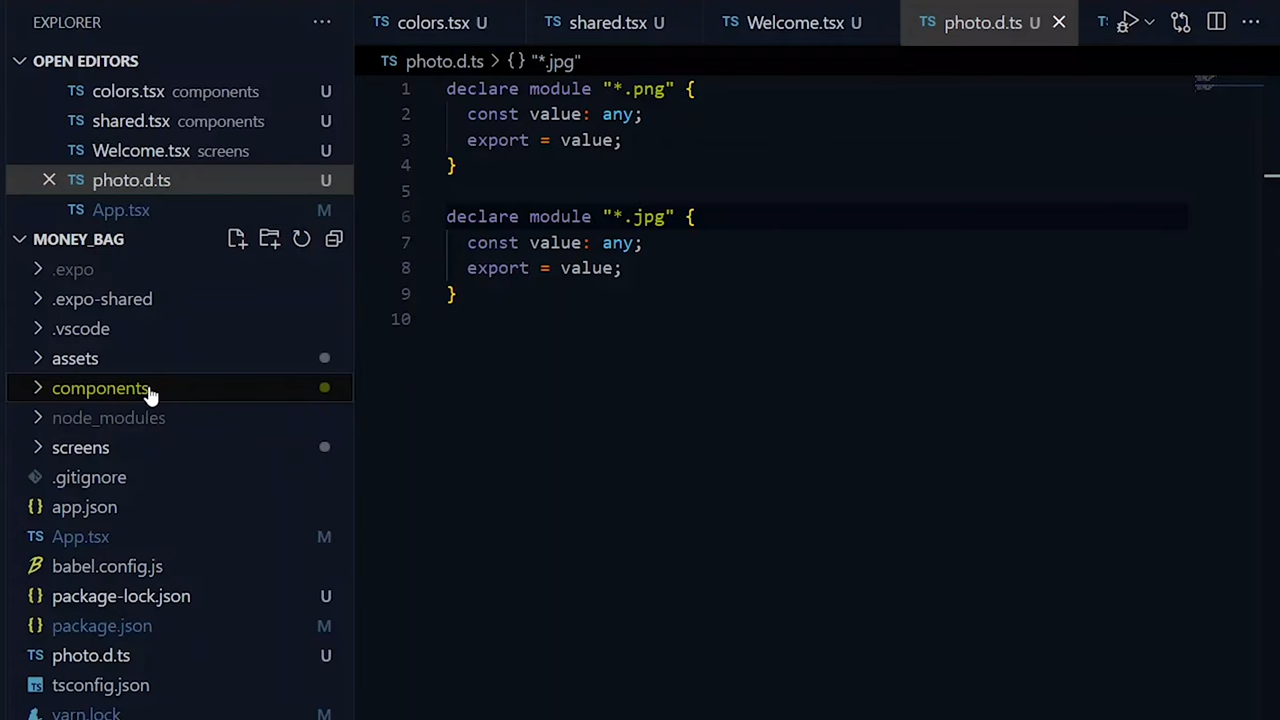 EXPLORER
OPEN EDITORS
TS colors.tsx components U
TS shared.tsx components U
TS Welcome.tsx screens U
TS photo.d.ts U
TS App.tsx M
MONEY_BAG
.expo
.expo-shared
.vscode
assets
components
node_modules
screens
.gitignore
{} app.json
TS App.tsx M
babel.config.js
{} package-lock.json U
{} package.json M
TS photo.d.ts U
TS tsconfig.json
yarn.lock M
TS colors.tsx U
TS shared.tsx U
TS Welcome.tsx U
TS photo.d.ts U
TS photo.d.ts > {} "*.jpg"
1 declare module "*.png" {
2 const value: any;
3 export = value;
4 }
5
6 declare module "*.jpg" {
7 const value: any;
8 export = value;
9 }
10